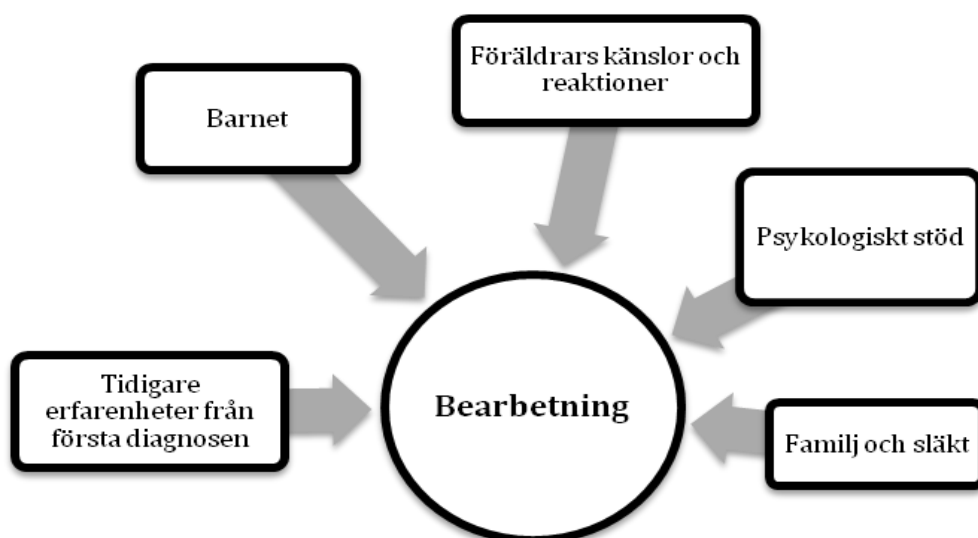 Föräldrars känslor och
reaktioner
Barnet
Psykologiskt stöd
Tidigare
erfarenheter från
första diagnosen
Bearbetning
Familj och släkt